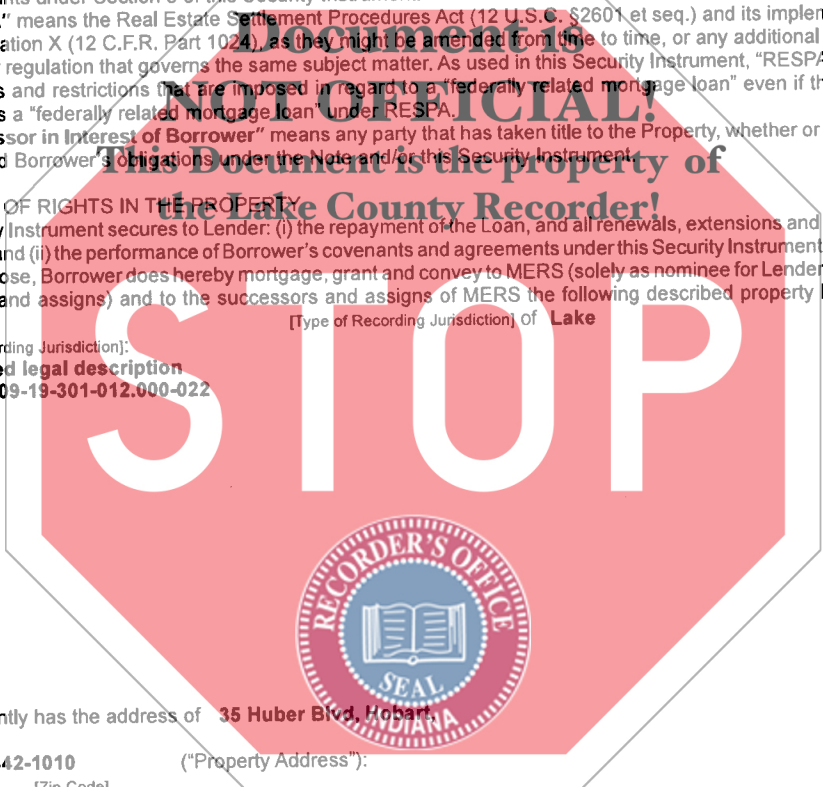 " means the Real Estate Settlement Procedures Act (12 U.S.C. §2601 et seq.) and its implen
ation X (12 C.F.R. Part 1024), as they might be amended from time to time, or any additional
regulation that governs the same subject matter. As used in this Security Instrument, "RESPA
s and restrictions that are imposed in regard to a "federally related mortgage loan" even if th
s a "federally related mortgage loan" under RESPA.
ssor in Interest of Borrower" means any party that has taken title to the Property, whether or
d Borrower's obligations under the Note and/or this Security Instrument.
Document is
NOT OFFICIAL!
This Document is the property of
the Lake County Recorder!
OF RIGHTS IN THE PROPERTY
y Instrument secures to Lender: (i) the repayment of the Loan, and all renewals, extensions and
nd (ii) the performance of Borrower's covenants and agreements under this Security Instrument
ose, Borrower does hereby mortgage, grant and convey to MERS (solely as nominee for Lender
and assigns) and to the successors and assigns of MERS the following described property
[Type of Recording Jurisdiction] of Lake
rding Jurisdiction]:
ed legal description
09-19-301-012.000-022
STOP
RECORDER'S OFFICE
SEAL
INDIANA
ntly has the address of 35 Huber Blvd, Hobart,
42-1010 ("Property Address"):
[Zip Code]